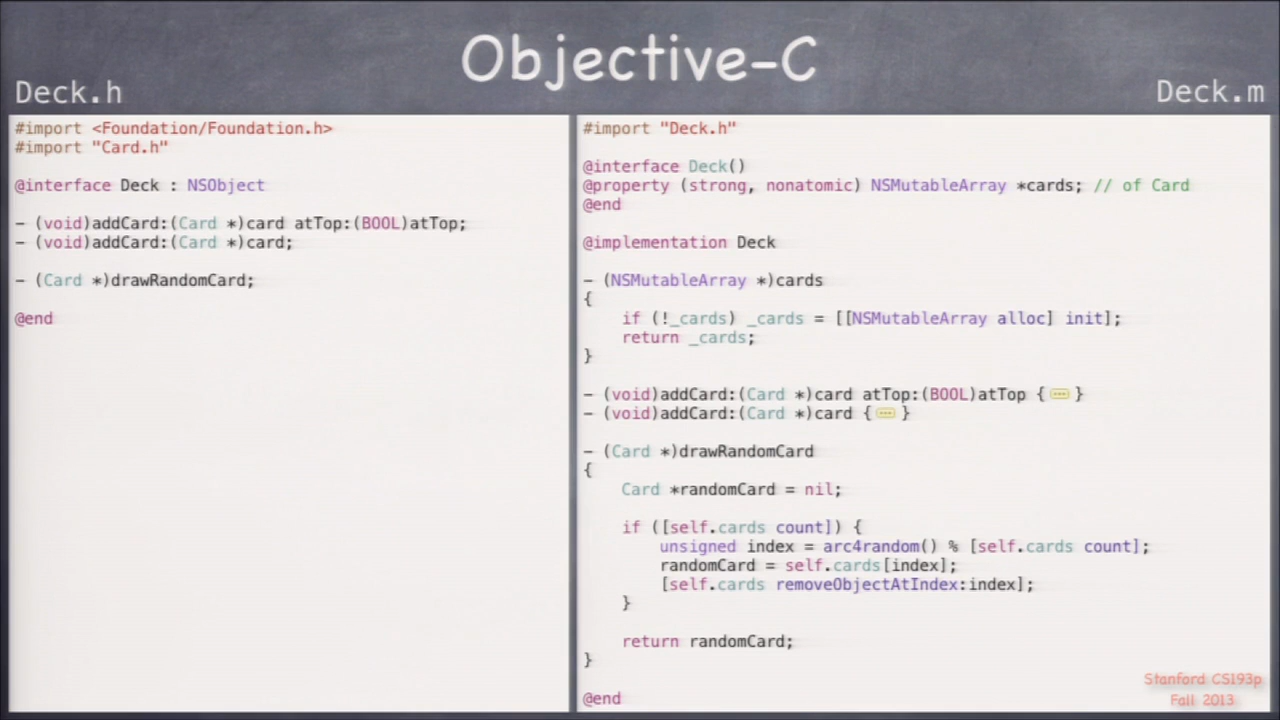 Objective-C
Deck.h
Deck.m
#import <Foundation/Foundation.h>
#import "Card.h"
@interface Deck : NSObject
- (void)addCard:(Card *)card atTop:(BOOL)atTop;
- (void)addCard:(Card *)card;
- (Card *)drawRandomCard;
@end
#import "Deck.h"
@interface Deck()
@property (strong, nonatomic) NSMutableArray *cards; // of Card
@end
@implementation Deck
- (NSMutableArray *)cards
{
    if (!_cards) _cards = [[NSMutableArray alloc] init];
    return _cards;
}
- (void)addCard:(Card *)card atTop:(BOOL)atTop {...}
- (void)addCard:(Card *)card {...}
- (Card *)drawRandomCard
{
    Card *randomCard = nil;
    if ([self.cards count]) {
        unsigned index = arc4random() % [self.cards count];
        randomCard = self.cards[index];
        [self.cards removeObjectAtIndex:index];
    }
    return randomCard;
}
@end
Stanford CS193p
Fall 2013